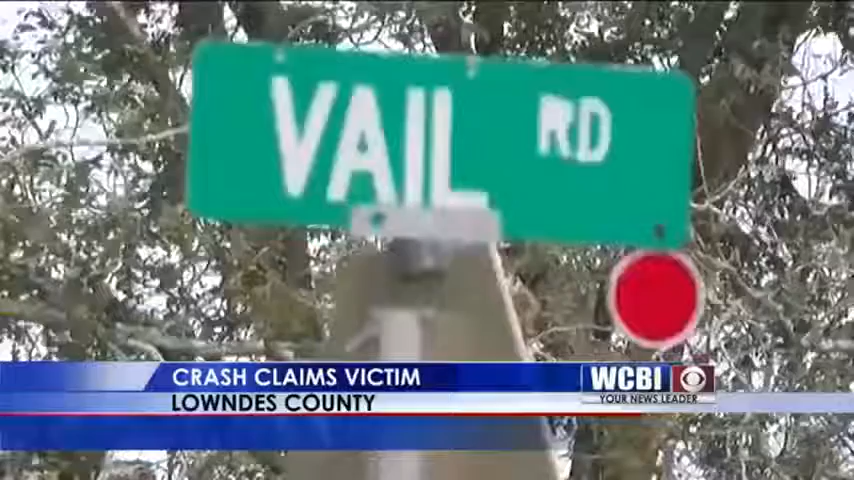 VAIL RD
CRASH CLAIMS VICTIM
LOWNDES COUNTY
WCBI
YOUR NEWS LEADER